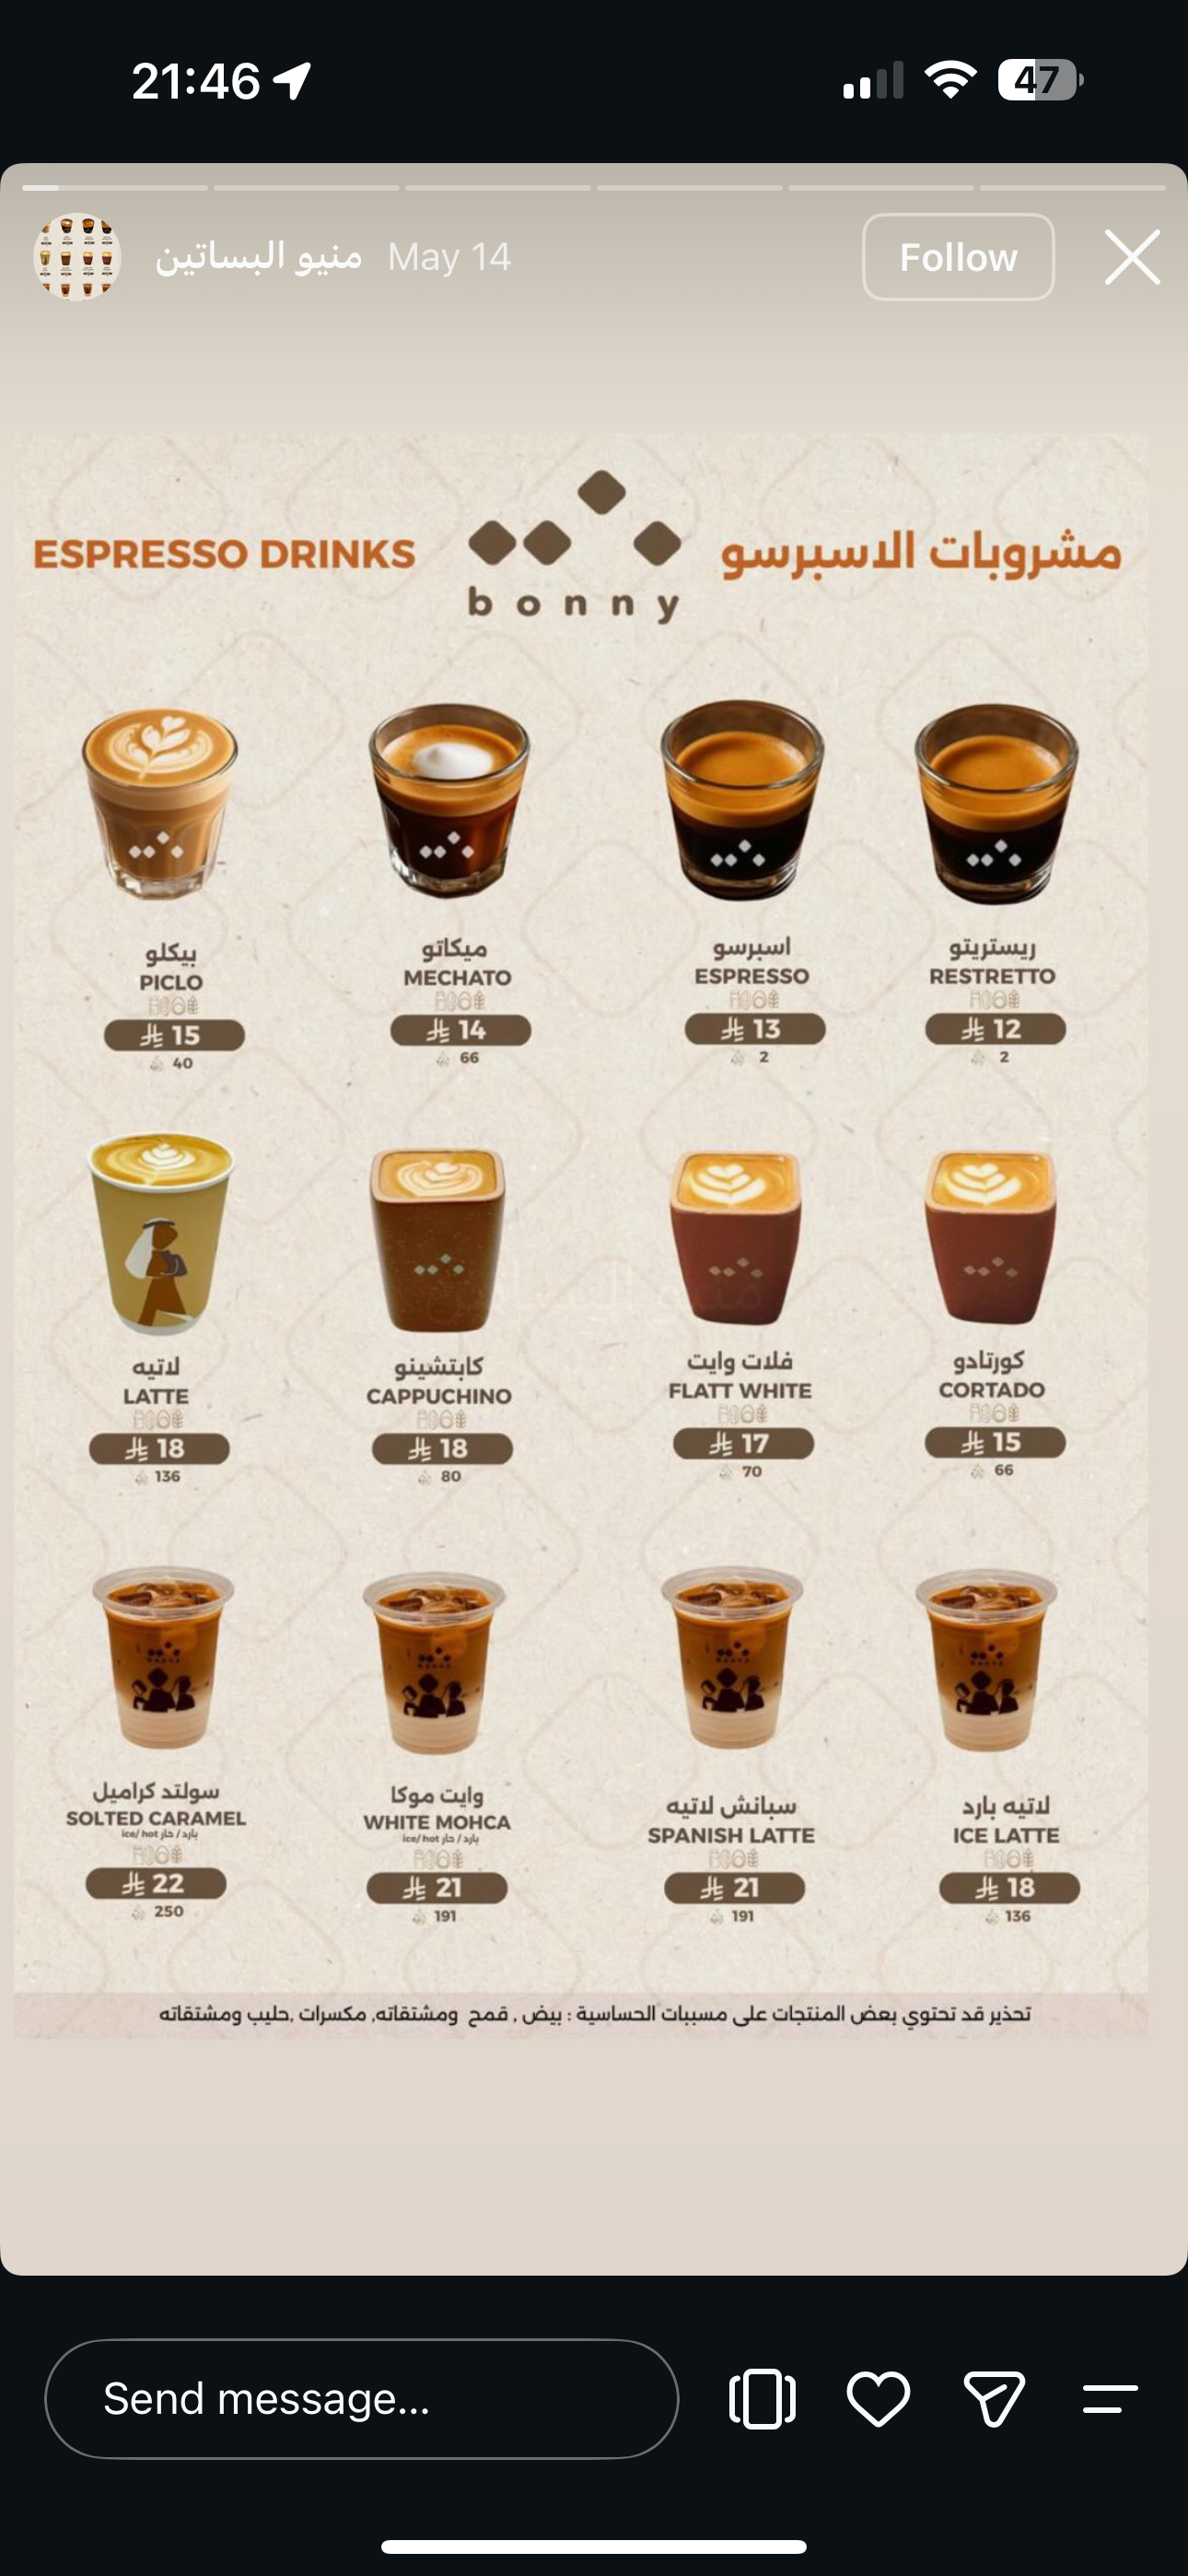 21:46
47
منيو البساتين May 14
Follow
ESPRESSO DRINKS
bonny
مشروبات الاسبرسو
بيكلو
PICLO
15
40
ميكاتو
MECHATO
14
66
اسبرسو
ESPRESSO
13
2
ريستريتو
RESTRETTO
12
2
لاتيه
LATTE
18
136
كابتشينو
CAPPUCHINO
18
80
فلات وايت
FLATT WHITE
17
70
كورتادو
CORTADO
15
66
منيو البساتين
سولتد كراميل
SOLTED CARAMEL
ice/ hot بارد / حار
22
250
وايت موكا
WHITE MOHCA
ice/ hot بارد / حار
21
191
سبانش لاتيه
SPANISH LATTE
21
191
لاتيه بارد
ICE LATTE
18
136
تحذير قد تحتوي بعض المنتجات على مسببات الحساسية : بيض , قمح ومشتقاته, مكسرات ,حليب ومشتقاته
Send message...